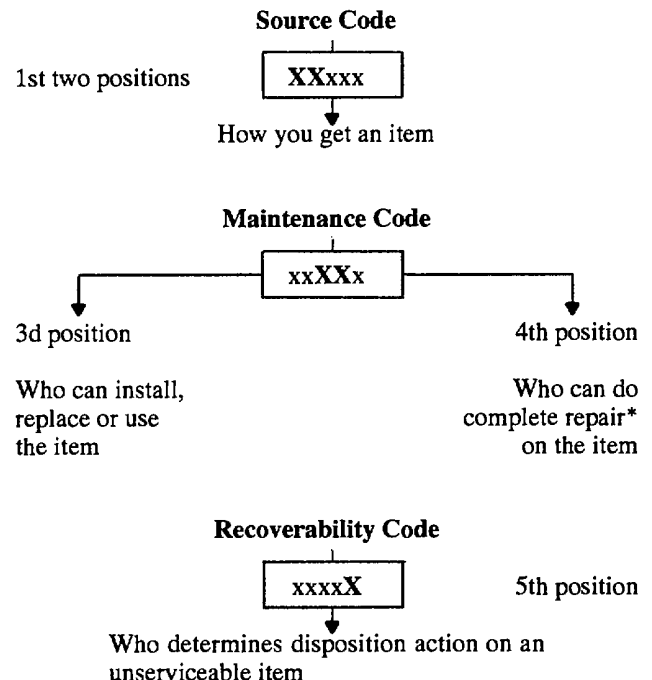 Source Code
1st two positions
XXxxx
How you get an item
Maintenance Code
xxXXx
3d position
4th position
Who can install,
replace or use
the item
Who can do
complete repair*
on the item
Recoverability Code
xxxxX
5th position
Who determines disposition action on an
unserviceable item